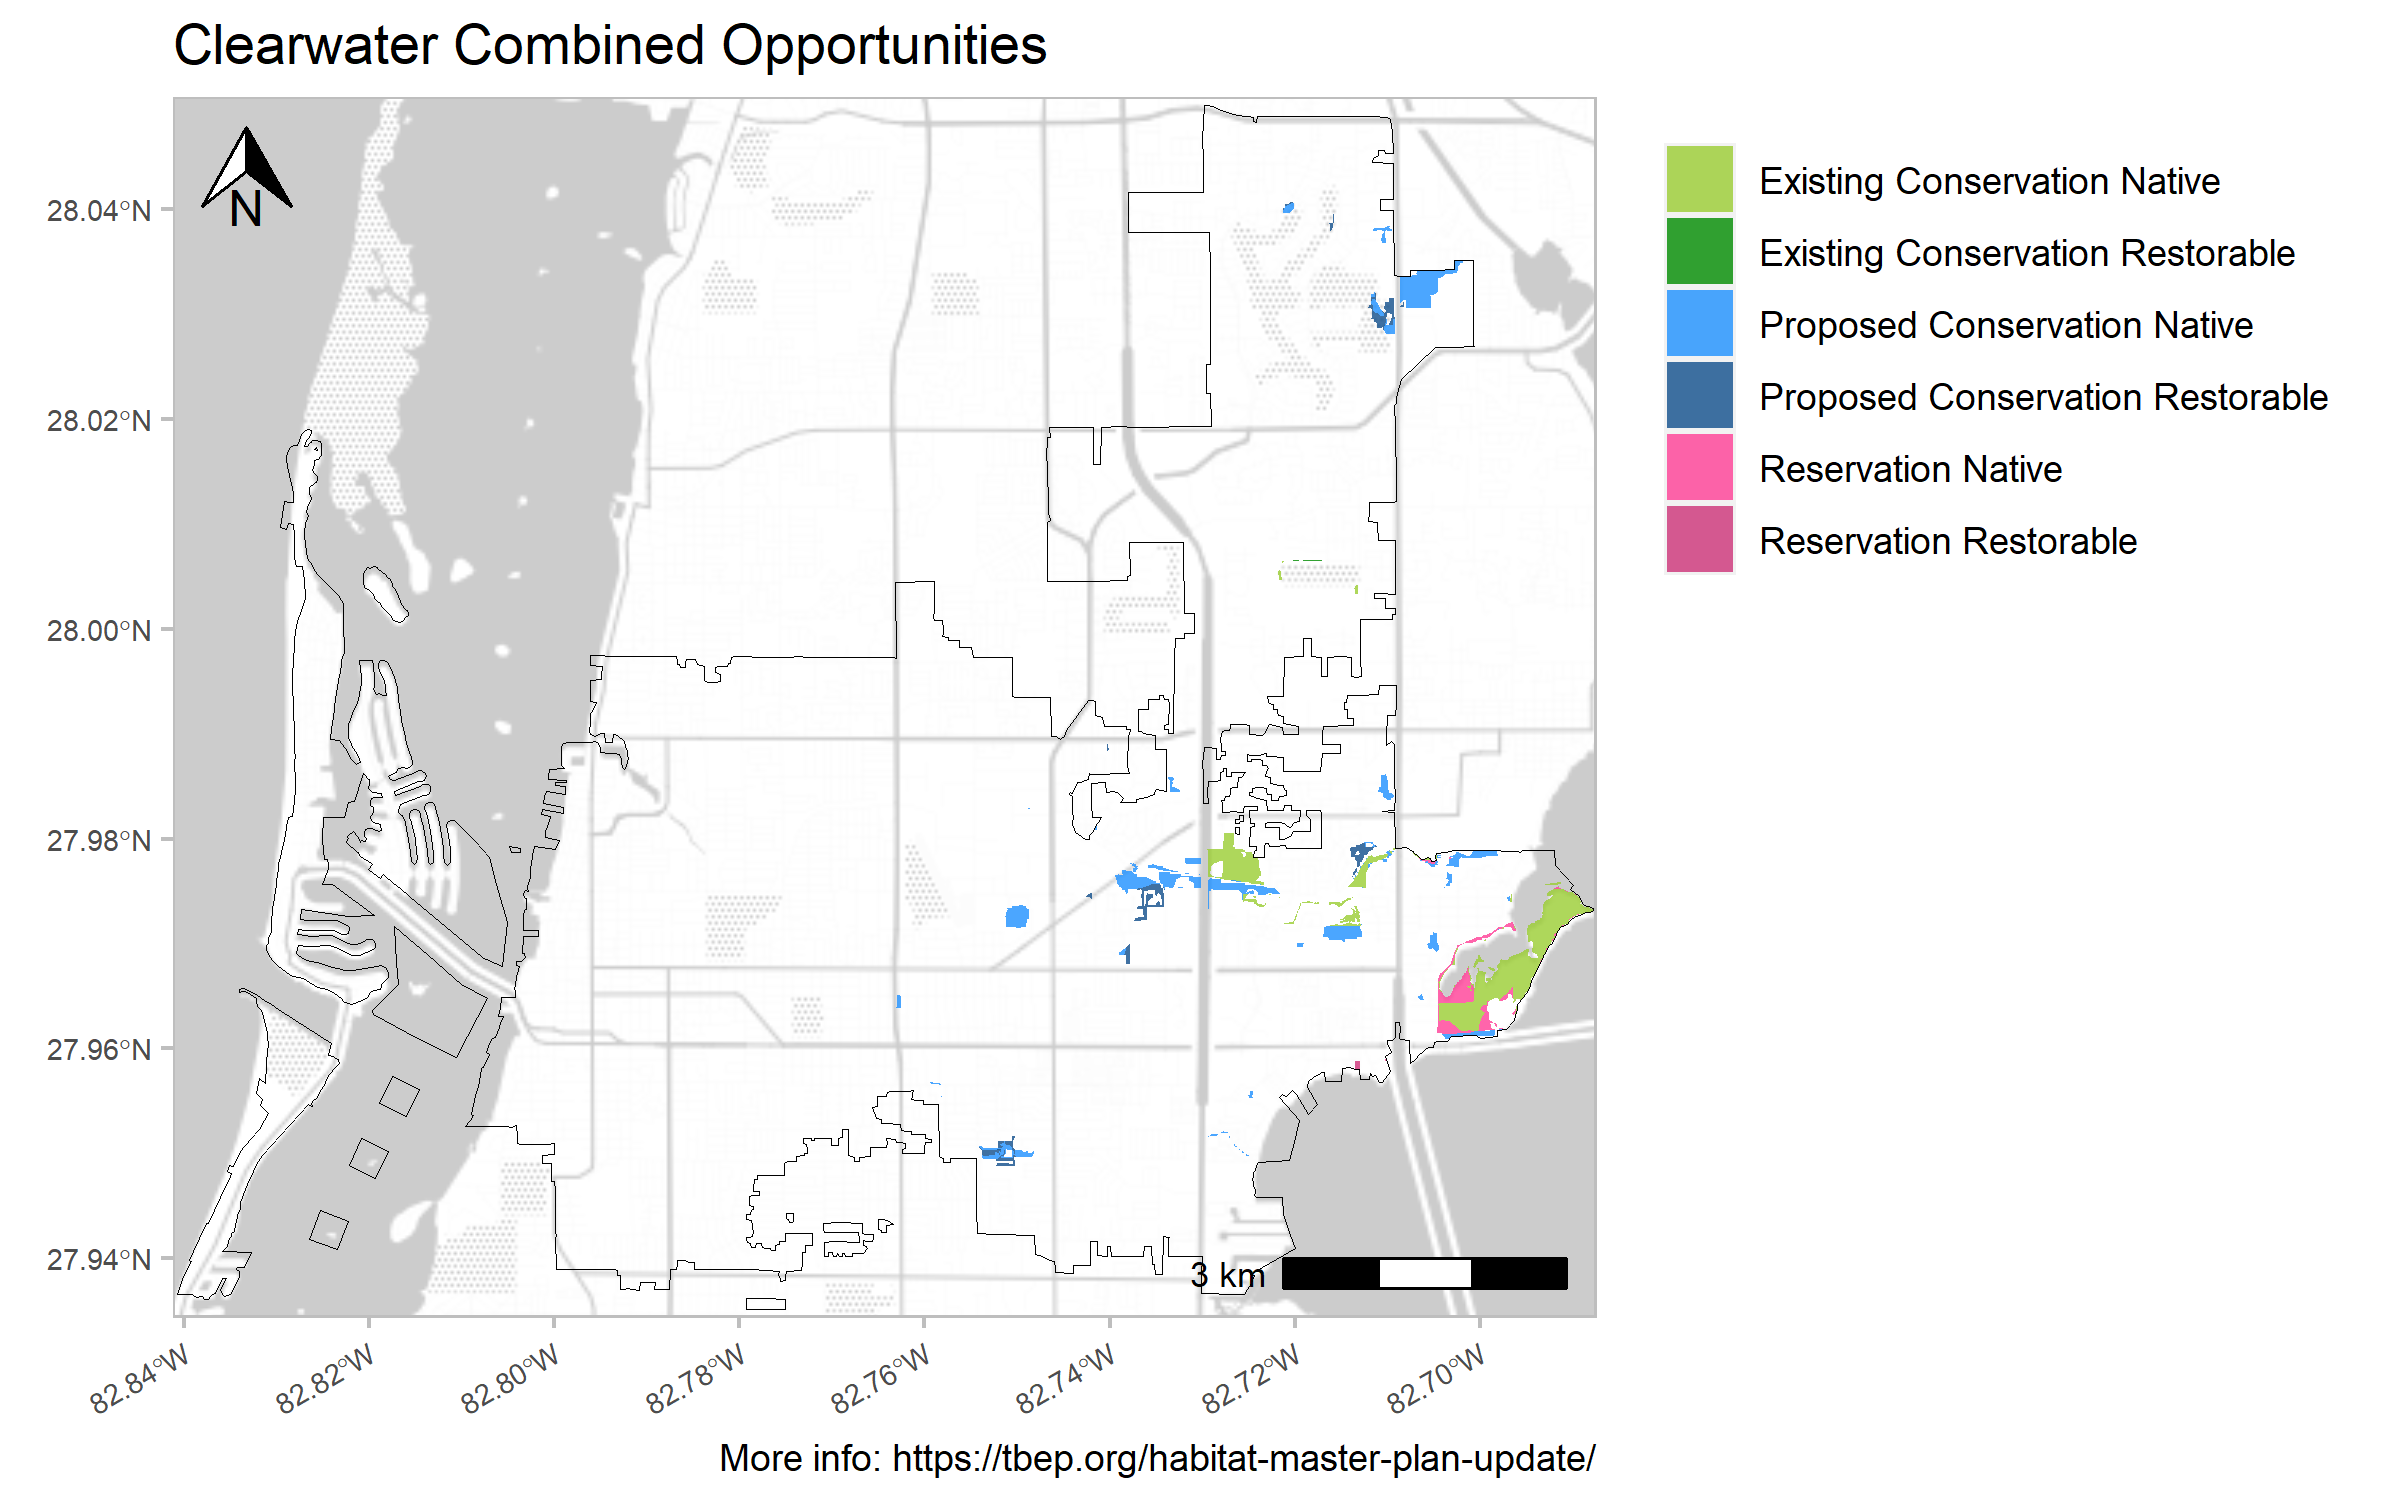 Clearwater Combined Opportunities
N
28.04°N
28.02°N
28.00°N
27.98°N
27.96°N
27.94°N
82.84°W
82.82°W
82.80°W
82.78°W
82.76°W
82.74°W
82.72°W
82.70°W
3 km
Existing Conservation Native
Existing Conservation Restorable
Proposed Conservation Native
Proposed Conservation Restorable
Reservation Native
Reservation Restorable
More info: https://tbep.org/habitat-master-plan-update/